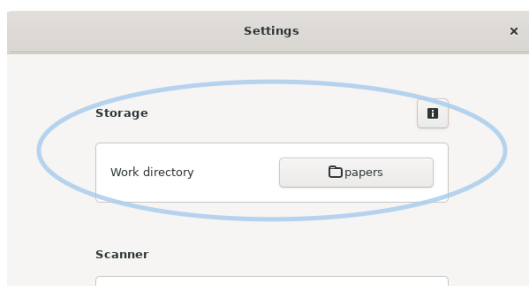 Settings
Storage
Work directory
papers
Scanner